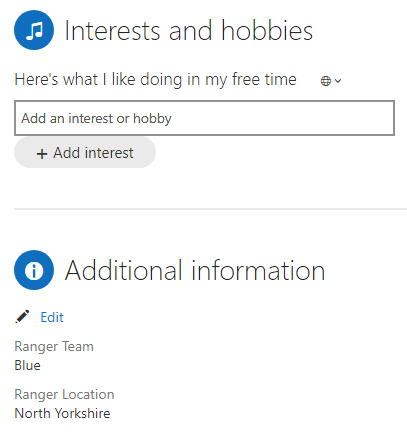 Interests and hobbies
Here's what I like doing in my free time
Add an interest or hobby
+ Add interest
Additional information
Edit
Ranger Team
Blue
Ranger Location
North Yorkshire